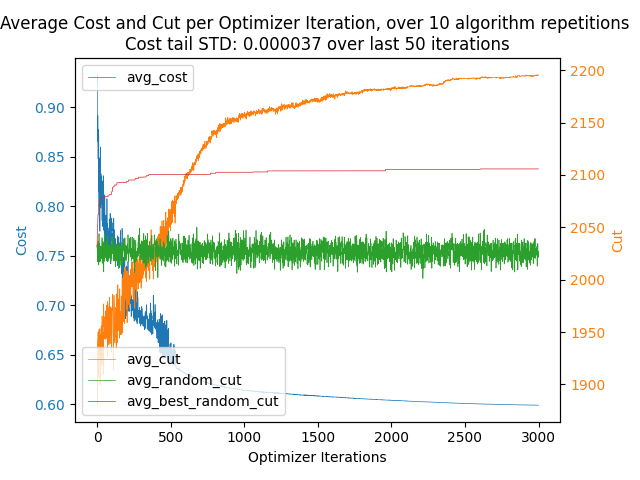 Average Cost and Cut per Optimizer Iteration, over 10 algorithm repetitions
Cost tail STD: 0.000037 over last 50 iterations
avg_cost
0.90
0.85
0.80
0.75
0.70
0.65
0.60
Cost
2200
2150
2100
2050
2000
1950
1900
Cut
avg_cut
avg_random_cut
avg_best_random_cut
0
500
1000
1500
2000
2500
3000
Optimizer Iterations